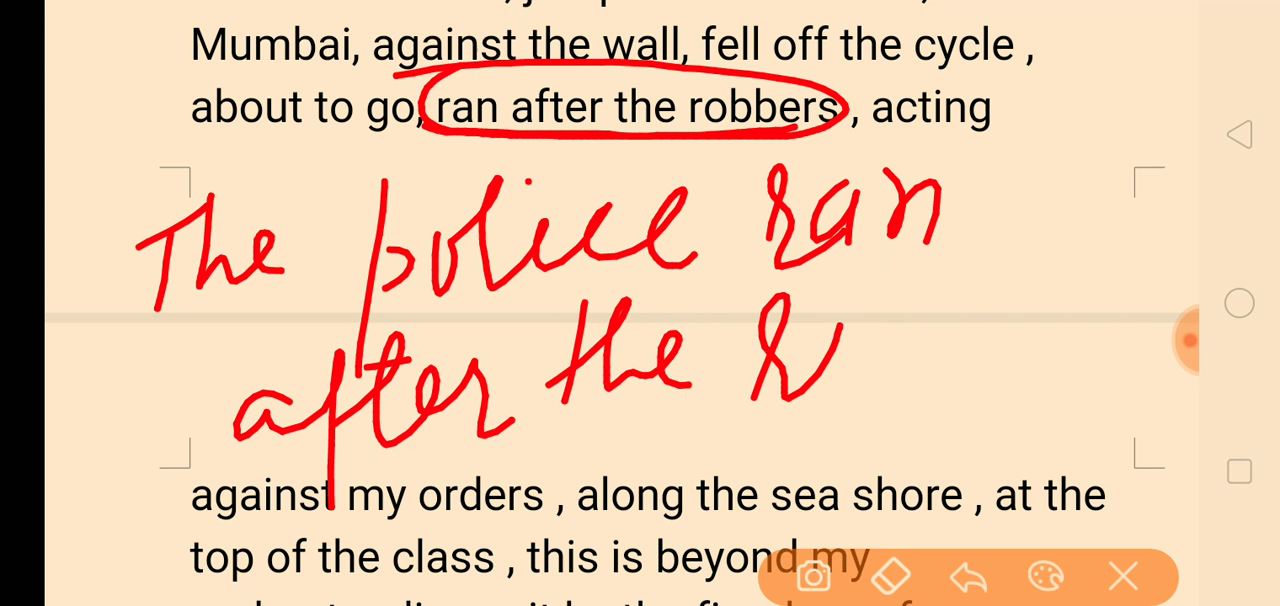 Mumbai, against the wall, fell off the cycle ,
about to go, ran after the robbers , acting
The police ran
after the r
against my orders , along the sea shore , at the
top of the class , this is beyond my